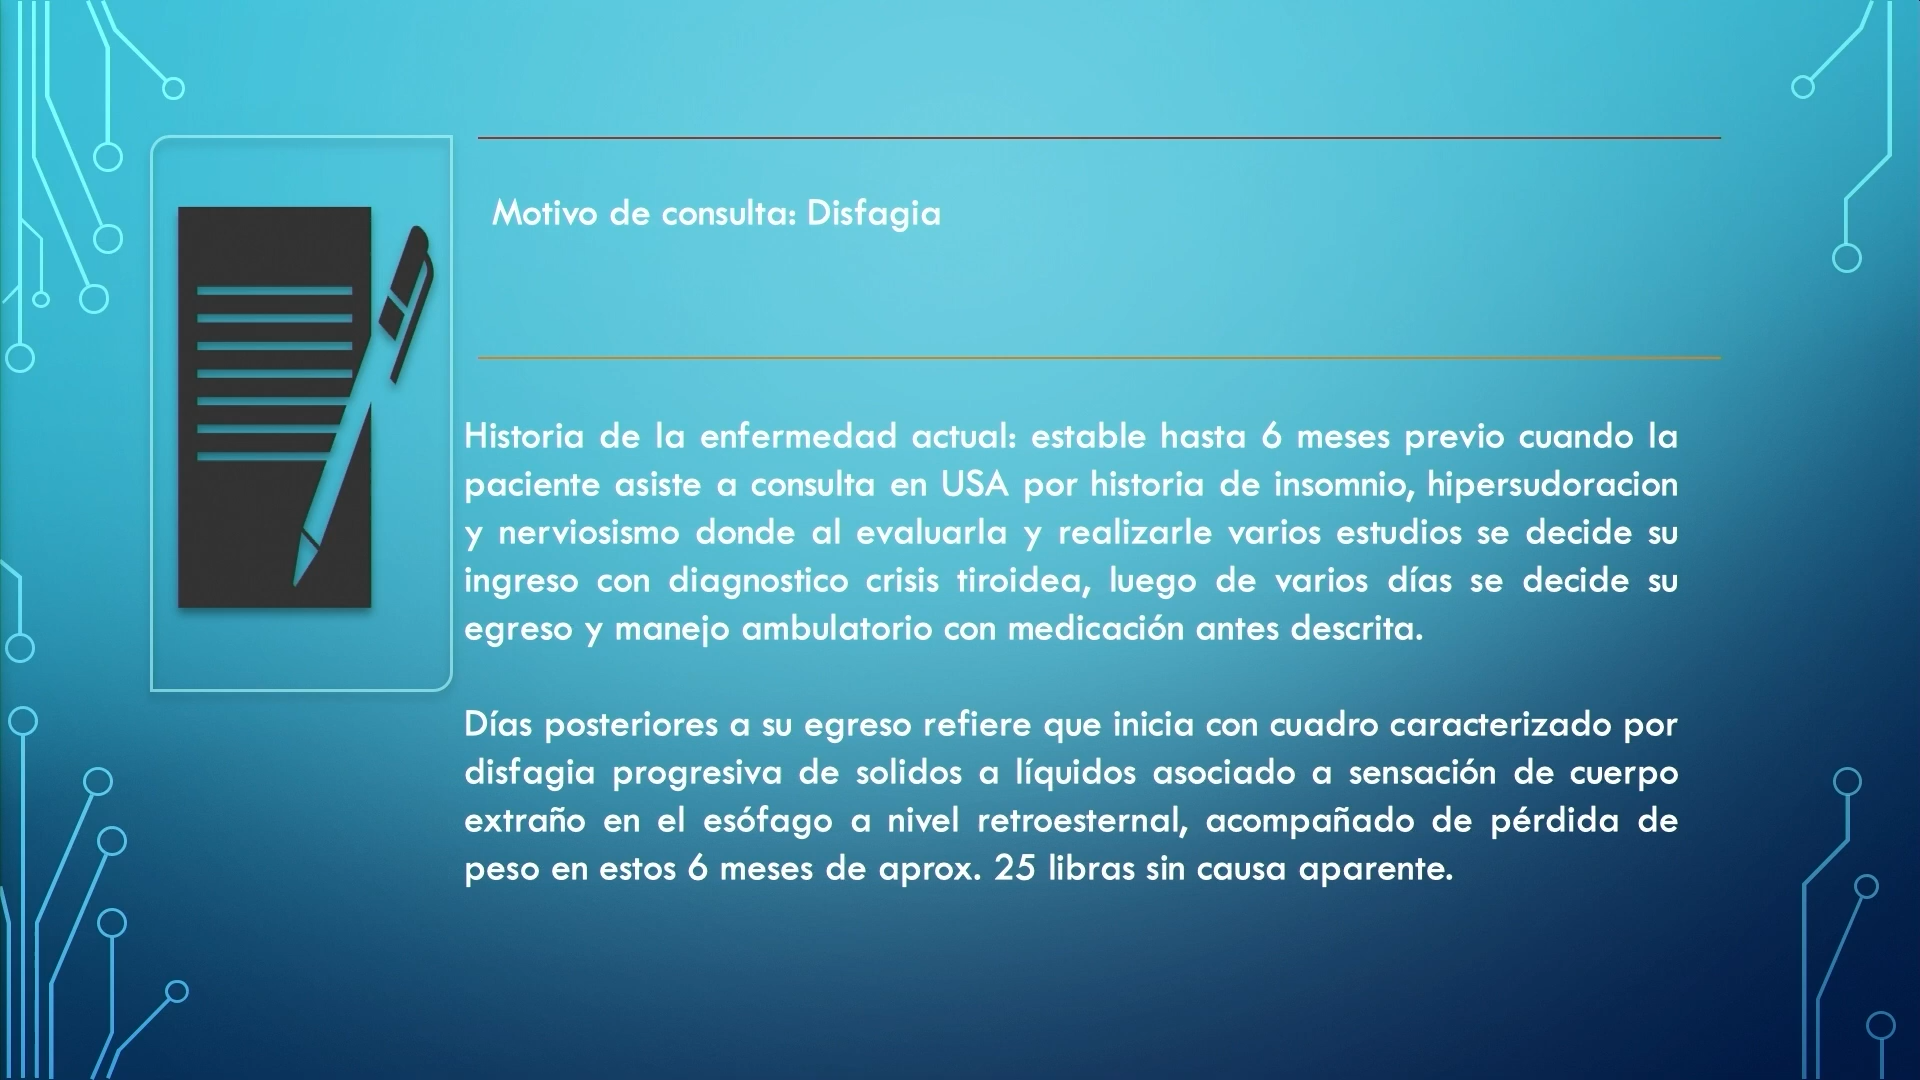 Motivo de consulta: Disfagia
Historia de la enfermedad actual: estable hasta 6 meses previo cuando la
paciente asiste a consulta en USA por historia de insomnio, hipersudoracion
y nerviosismo donde al evaluarla y realizarle varios estudios se decide su
ingreso con diagnostico crisis tiroidea, luego de varios días se decide su
egreso y manejo ambulatorio con medicación antes descrita.
Días posteriores a su egreso refiere que inicia con cuadro caracterizado por
disfagia progresiva de solidos a líquidos asociado a sensación de cuerpo
extraño en el esófago a nivel retroesternal, acompañado de pérdida de
peso en estos 6 meses de aprox. 25 libras sin causa aparente.